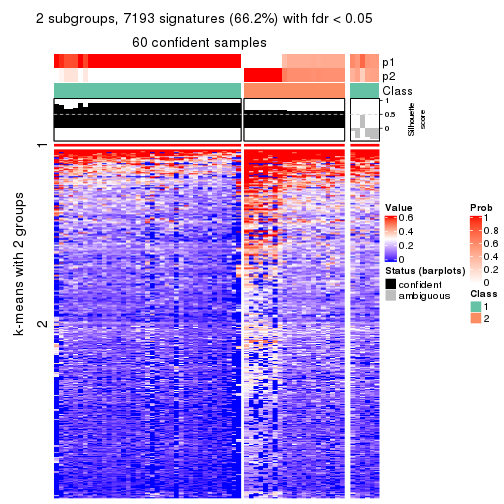 2 subgroups, 7193 signatures (66.2%) with fdr < 0.05
60 confident samples
p1
p2
Class
1
0.5
0
Silhouette
score
k-means with 2 groups
1
2
Value
0.6
0.4
0.2
0
Status (barplots)
confident
ambiguous
Prob
1
0.8
0.6
0.4
0.2
0
Class
1
2